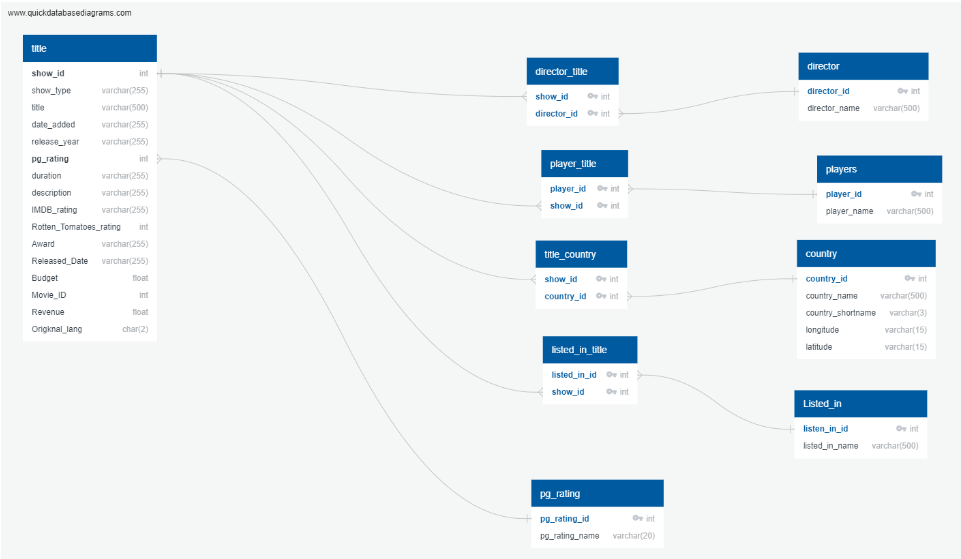 www.quickdatabasediagrams.com
title
show_id int
show_type varchar(255)
title varchar(500)
date_added varchar(255)
release_year varchar(255)
pg_rating int
duration varchar(255)
description varchar(255)
IMDB_rating varchar(255)
Rotten_Tomatoes_rating int
Award varchar(255)
Released_Date varchar(255)
Budget float
Movie_ID int
Revenue float
Origknal_lang char(2)
director_title
show_id int
director_id int
director
director_id int
director_name varchar(500)
player_title
player_id int
show_id int
players
player_id int
player_name varchar(500)
title_country
show_id int
country_id int
country
country_id int
country_name varchar(500)
country_shortname varchar(3)
longitude varchar(15)
latitude varchar(15)
listed_in_title
listed_in_id int
show_id int
Listed_in
listen_in_id int
listed_in_name varchar(500)
pg_rating
pg_rating_id int
pg_rating_name varchar(20)